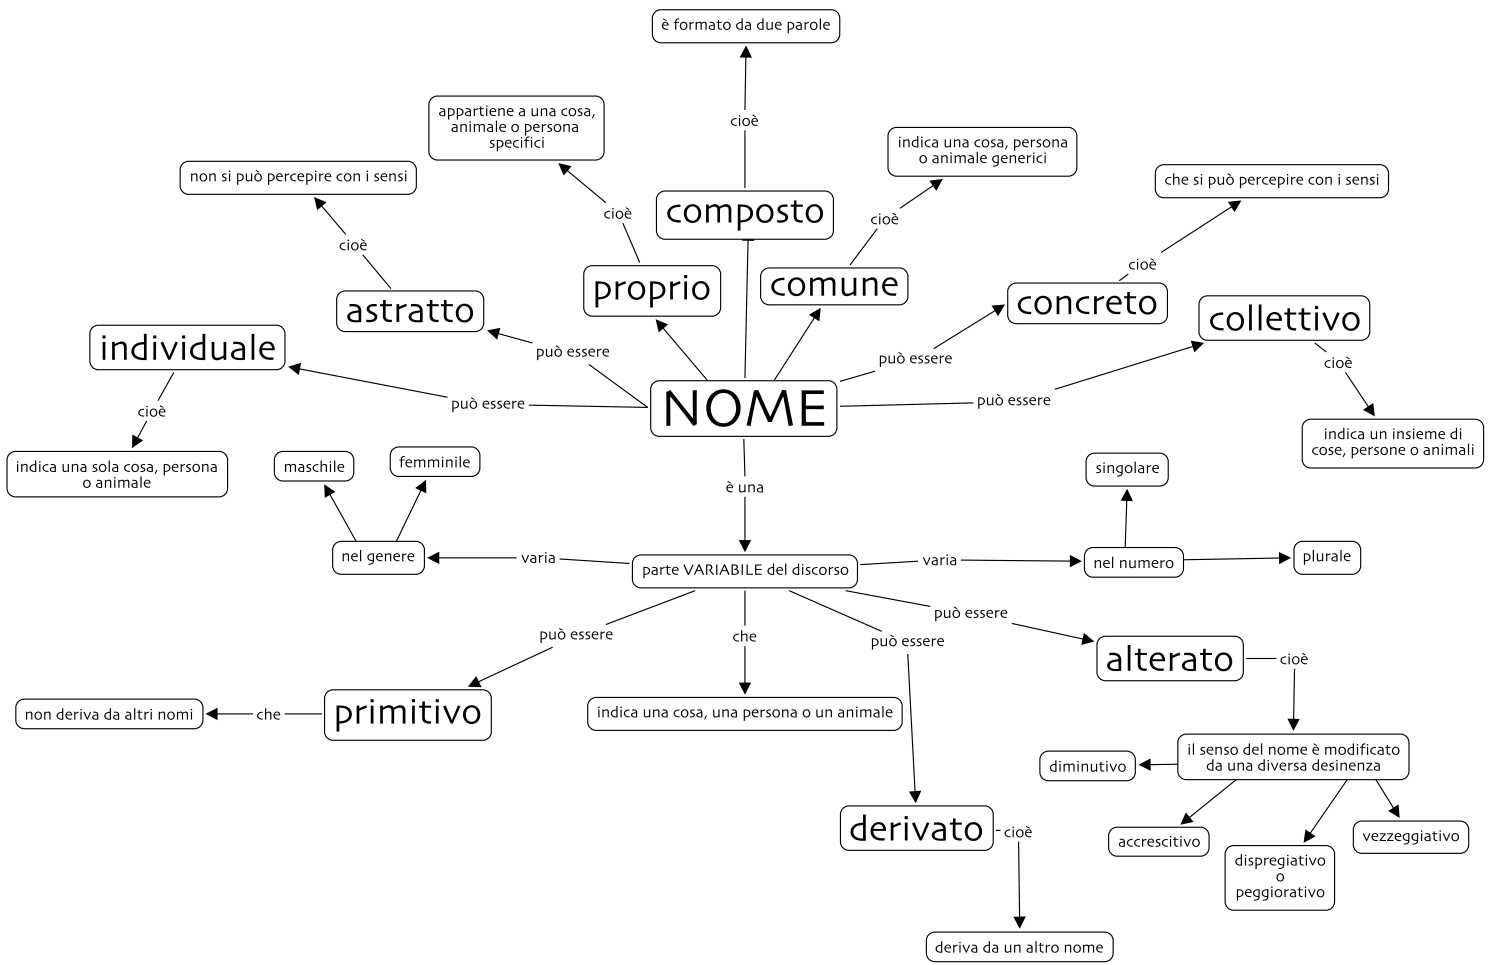 è formato da due parole
appartiene a una cosa,
animale o persona
specifici
cioè
indica una cosa, persona
o animale generici
non si può percepire con i sensi
che si può percepire con i sensi
composto
cioè
cioè
cioè
cioè
proprio
comune
astratto
concreto
collettivo
individuale
può essere
può essere
cioè
può essere
può essere
NOME
cioè
indica una sola cosa, persona
o animale
indica un insieme di
cose, persone o animali
maschile
femminile
singolare
è una
nel genere
varia
parte VARIABILE del discorso
varia
nel numero
plurale
può essere
che
può essere
può essere
alterato
cioè
non deriva da altri nomi
che
primitivo
indica una cosa, una persona o un animale
il senso del nome è modificato
da una diversa desinenza
diminutivo
derivato
cioè
accrescitivo
dispregiativo
o
peggiorativo
vezzeggiativo
deriva da un altro nome